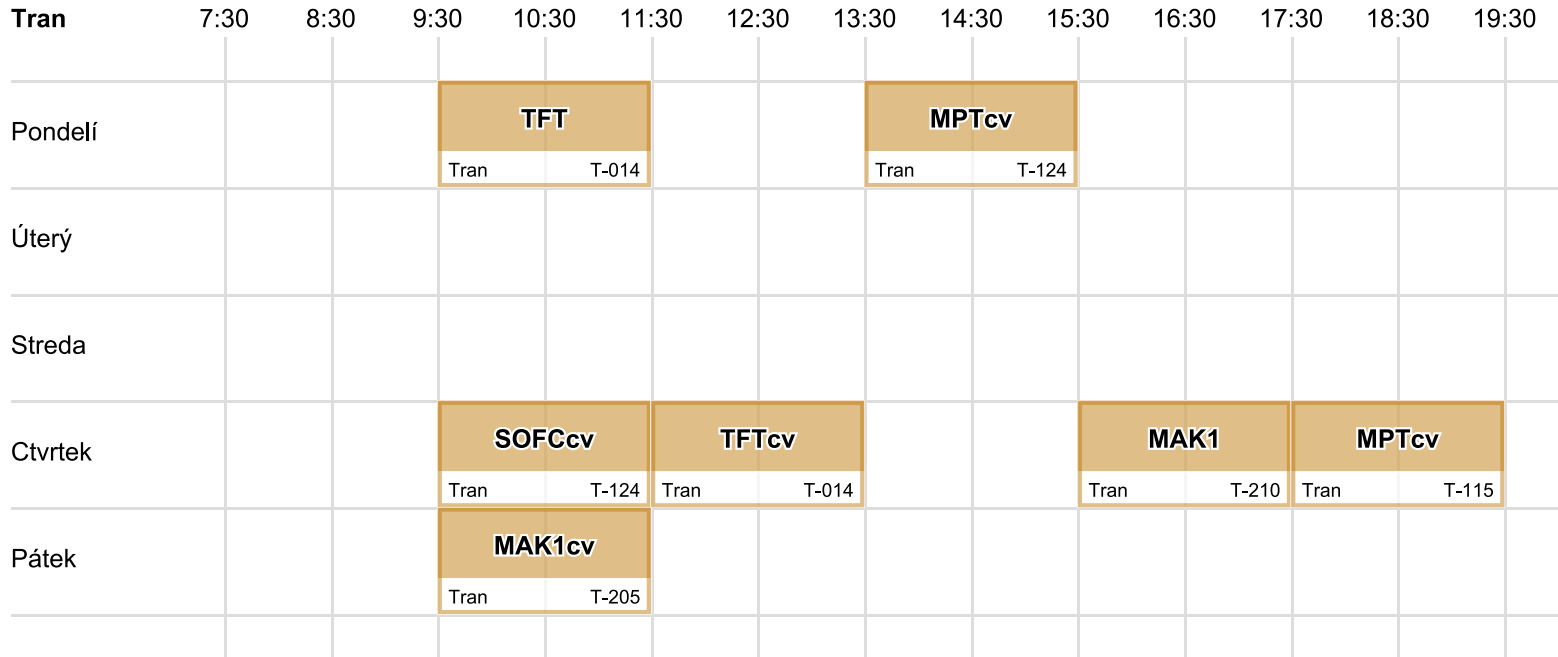 Tran 7:30 8:30 9:30 10:30 11:30 12:30 13:30 14:30 15:30 16:30 17:30 18:30 19:30
Pondelí
TFT
Tran T-014
MPTcv
Tran T-124
Úterý
Streda
Ctvrtek
SOFCcv
Tran T-124
TFTcv
Tran T-014
MAK1
Tran T-210
MPTcv
Tran T-115
Pátek
MAK1cv
Tran T-205